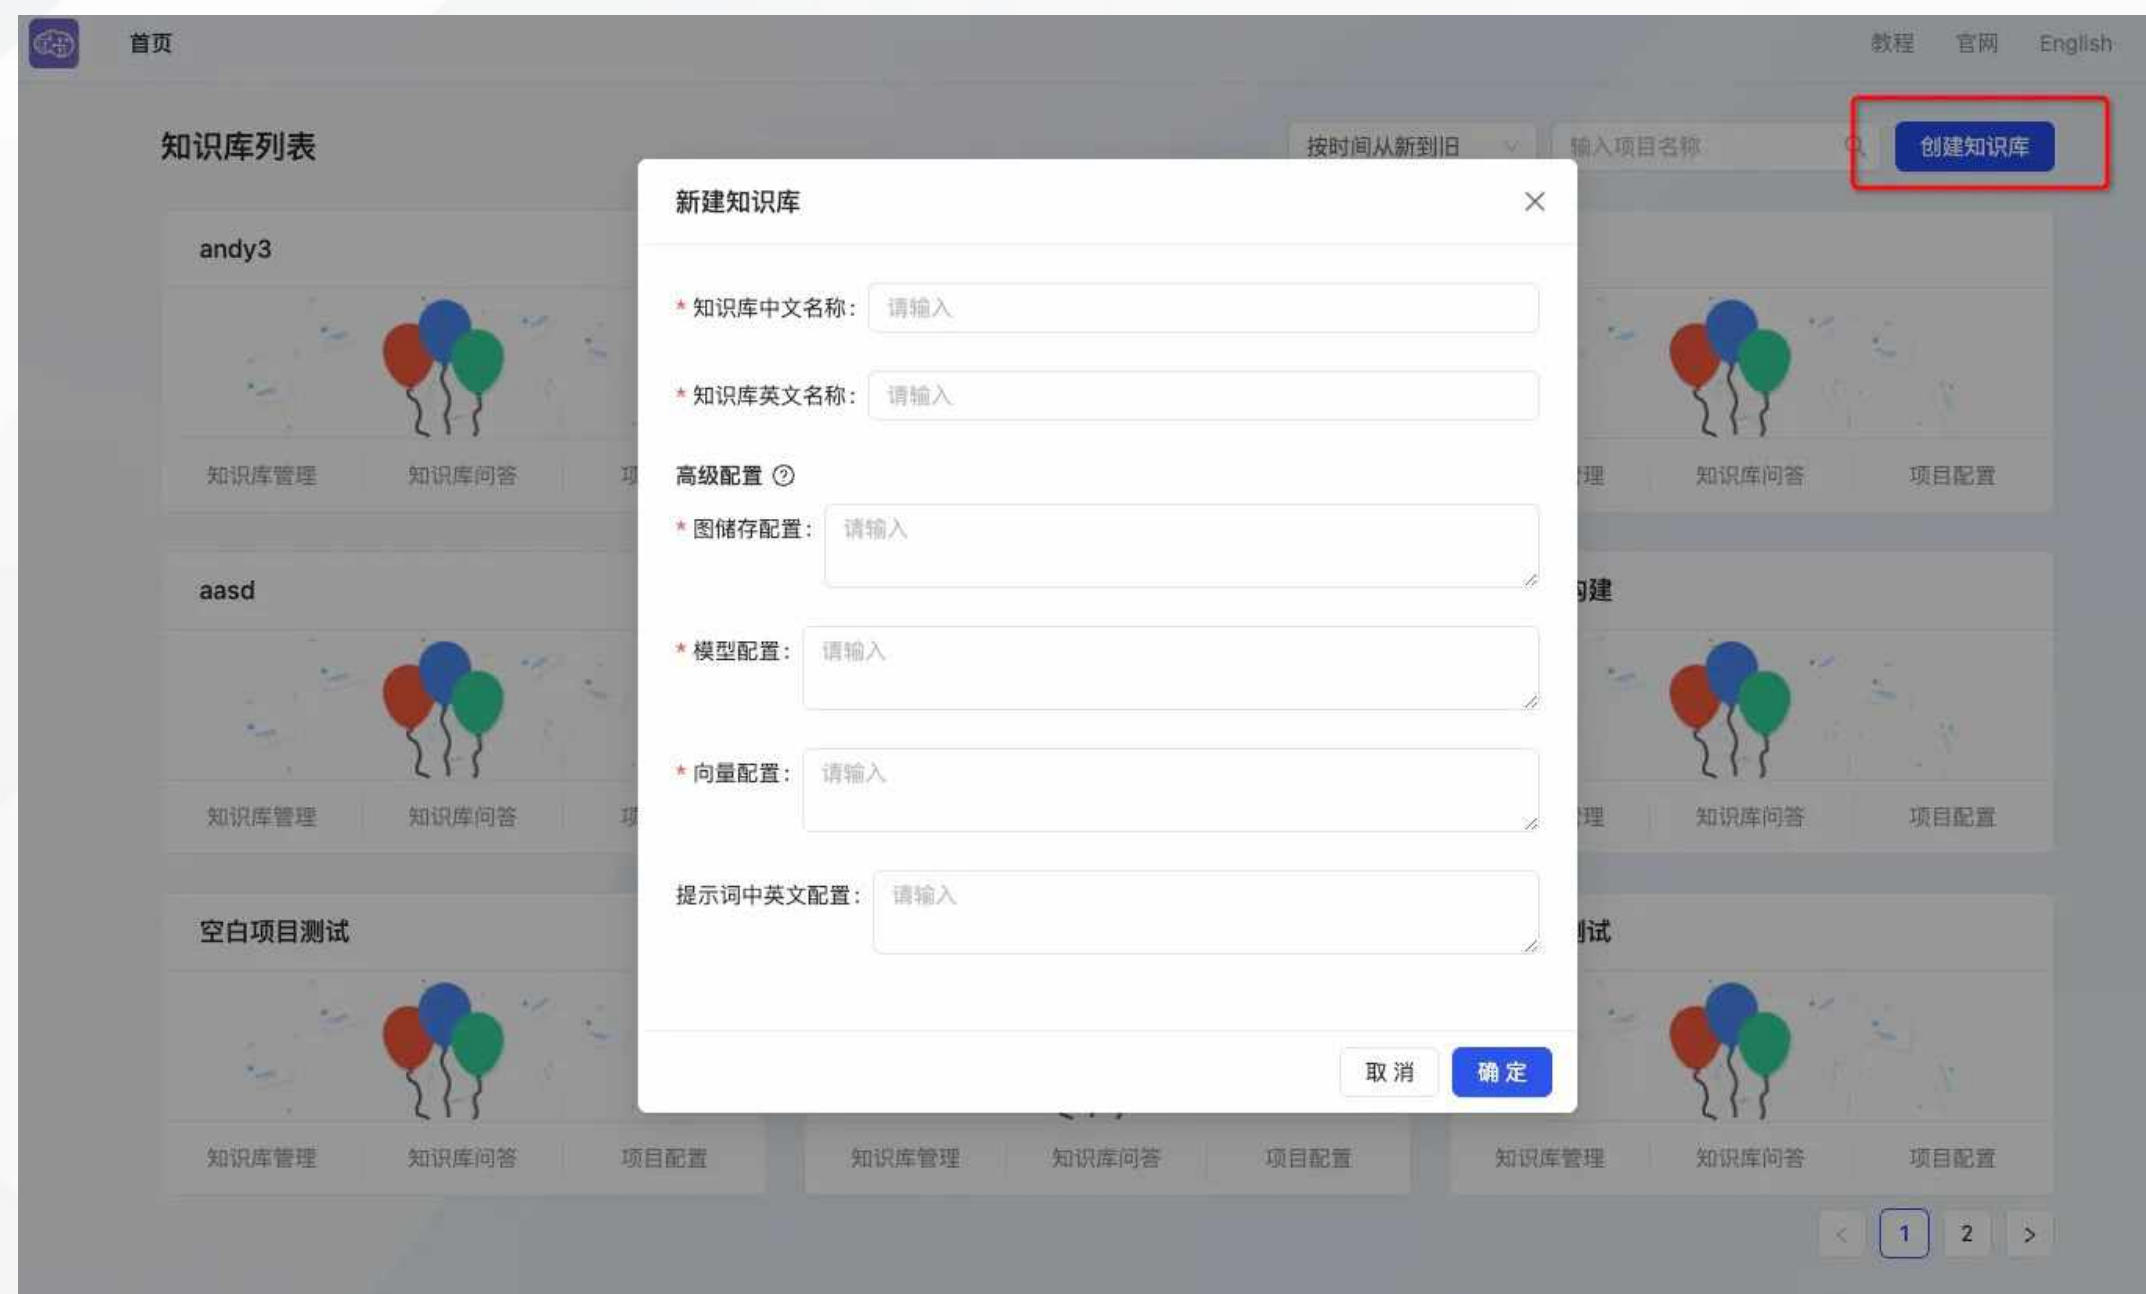 首页
教程 官网 English
知识库列表
按时间从新到旧
输入项目名称
创建知识库
新建知识库
* 知识库中文名称: 请输入
* 知识库英文名称: 请输入
高级配置
* 图储存配置: 请输入
* 模型配置: 请输入
* 向量配置: 请输入
提示词中英文配置: 请输入
取消 确定
andy3
知识库管理 知识库问答 项
理 知识库问答 项目配置
aasd
构建
知识库管理 知识库问答 项
理 知识库问答 项目配置
空白项目测试
测试
知识库管理 知识库问答 项目配置
知识库管理 知识库问答 项目配置
知识库管理 知识库问答 项目配置
< 1 2 >